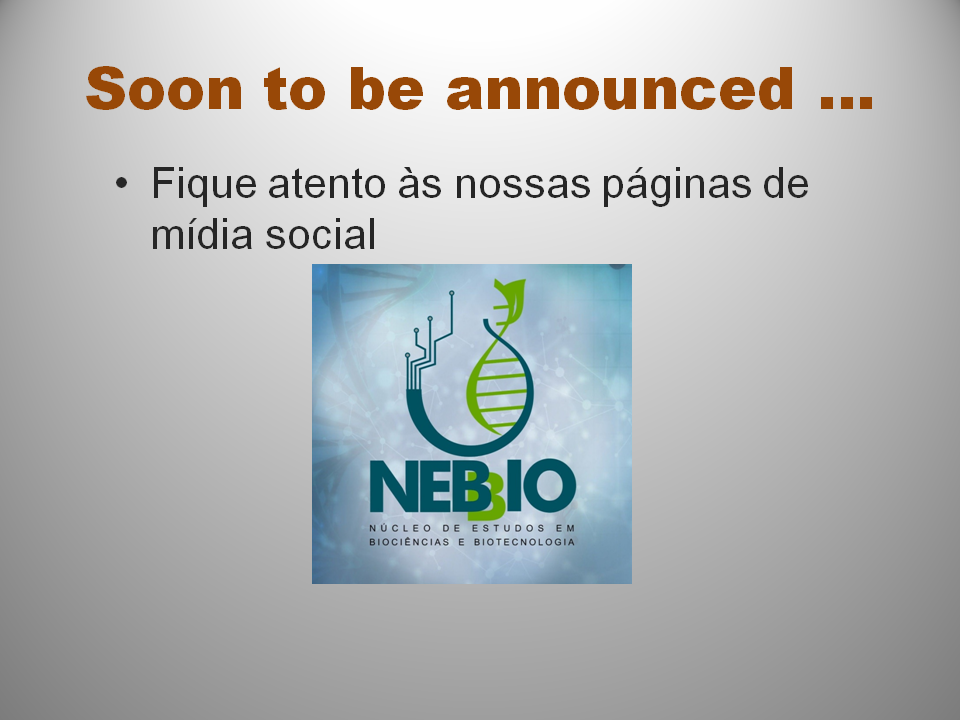 Soon to be announced ...
• Fique atento às nossas páginas de
mídia social
NEBBIO
NÚCLEO DE ESTUDOS EM
BIOCIÊNCIAS E BIOTECNOLOGIA